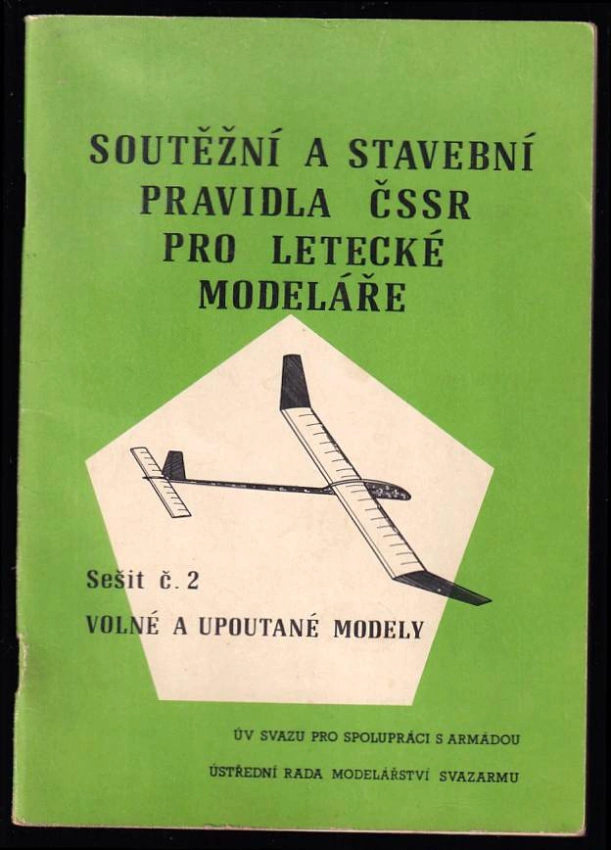 SOUTĚŽNÍ A STAVEBNÍ
PRAVIDLA ČSSR
PRO LETECKÉ
MODELÁŘE
Sešit č. 2
VOLNÉ A UPOUTANÉ MODELY
ÚV SVAZU PRO SPOLUPRÁCI S ARMÁDOU
ÚSTŘEDNÍ RADA MODELÁŘSTVÍ SVAZARMU